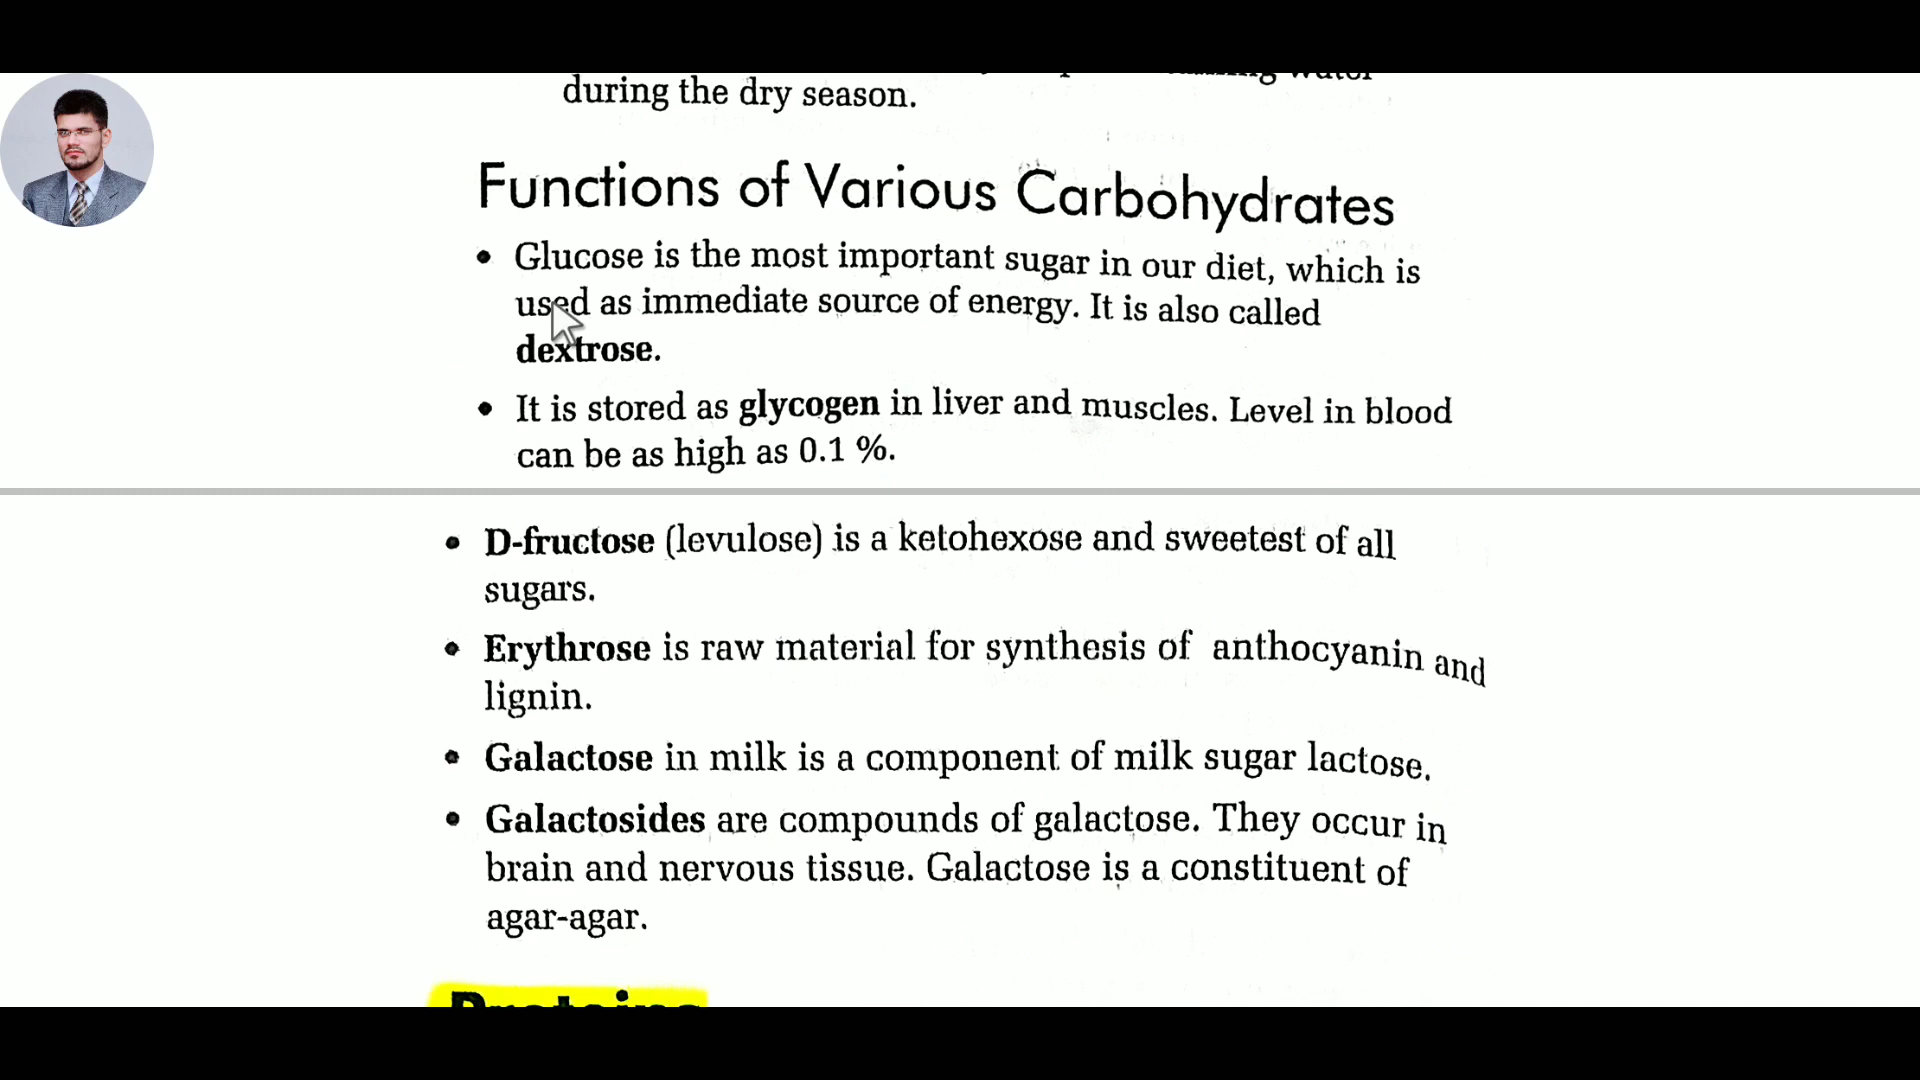 during the dry season.
Functions of Various Carbohydrates
• Glucose is the most important sugar in our diet, which is
used as immediate source of energy. It is also called
dextrose.
• It is stored as glycogen in liver and muscles. Level in blood
can be as high as 0.1 %.
• D-fructose (levulose) is a ketohexose and sweetest of all
sugars.
• Erythrose is raw material for synthesis of anthocyanin and
lignin.
• Galactose in milk is a component of milk sugar lactose.
• Galactosides are compounds of galactose. They occur in
brain and nervous tissue. Galactose is a constituent of
agar-agar.
Proteins